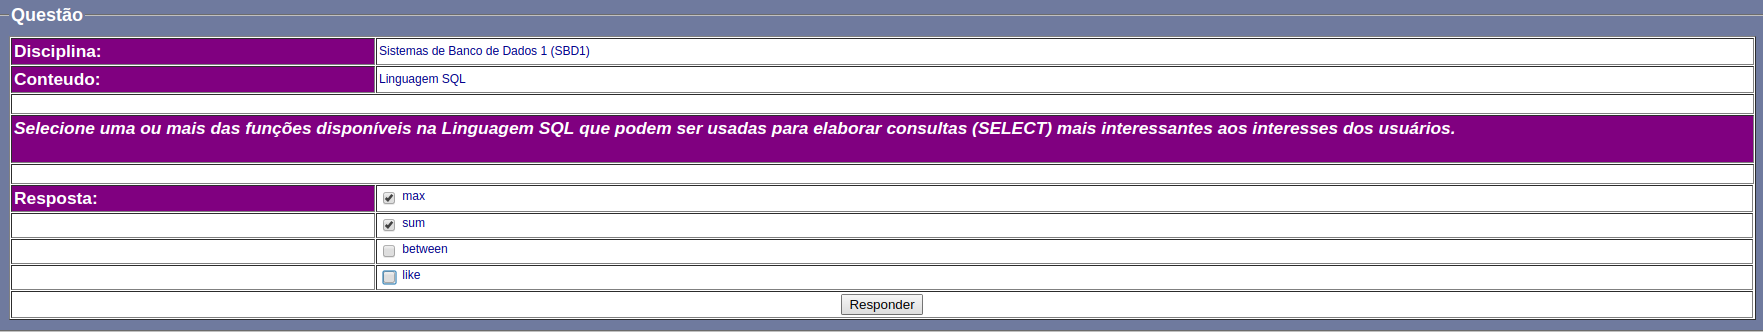 Questão
Disciplina: Sistemas de Banco de Dados 1 (SBD1)
Conteudo: Linguagem SQL
Selecione uma ou mais das funções disponíveis na Linguagem SQL que podem ser usadas para elaborar consultas (SELECT) mais interessantes aos interesses dos usuários.
Resposta: max
sum
between
like
Responder